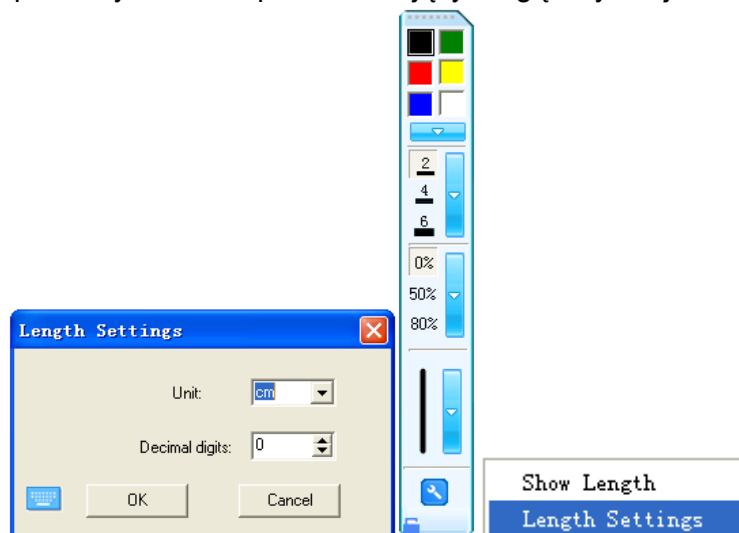 2
4
6
0%
50%
80%
Length Settings
Unit: cm
Decimal digits: 0
OK Cancel
Show Length
Length Settings